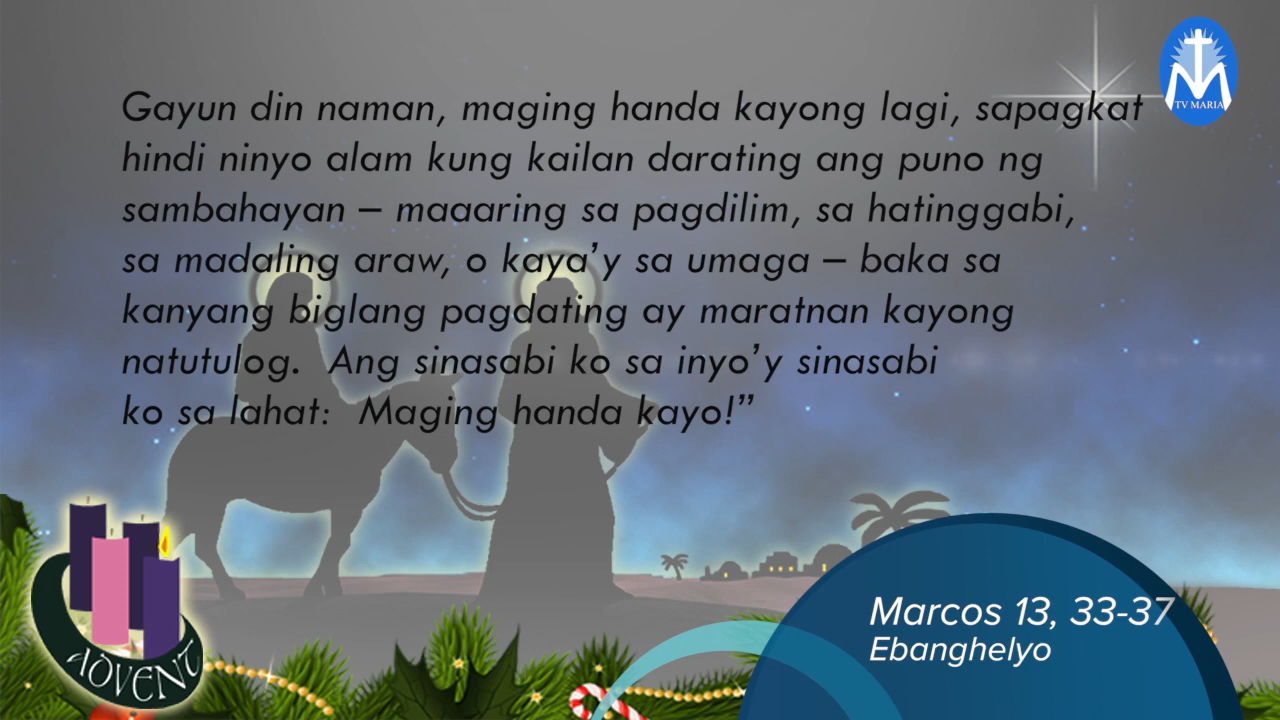 TV MARIA
Gayun din naman, maging handa kayong lagi, sapagkat
hindi ninyo alam kung kailan darating ang puno ng
sambahayan – maaaring sa pagdilim, sa hatinggabi,
sa madaling araw, o kaya’y sa umaga – baka sa
kanyang biglang pagdating ay maratnan kayong
natutulog.  Ang sinasabi ko sa inyo’y sinasabi
ko sa lahat:  Maging handa kayo!”
Marcos 13, 33-37
Ebanghelyo
ADVENT